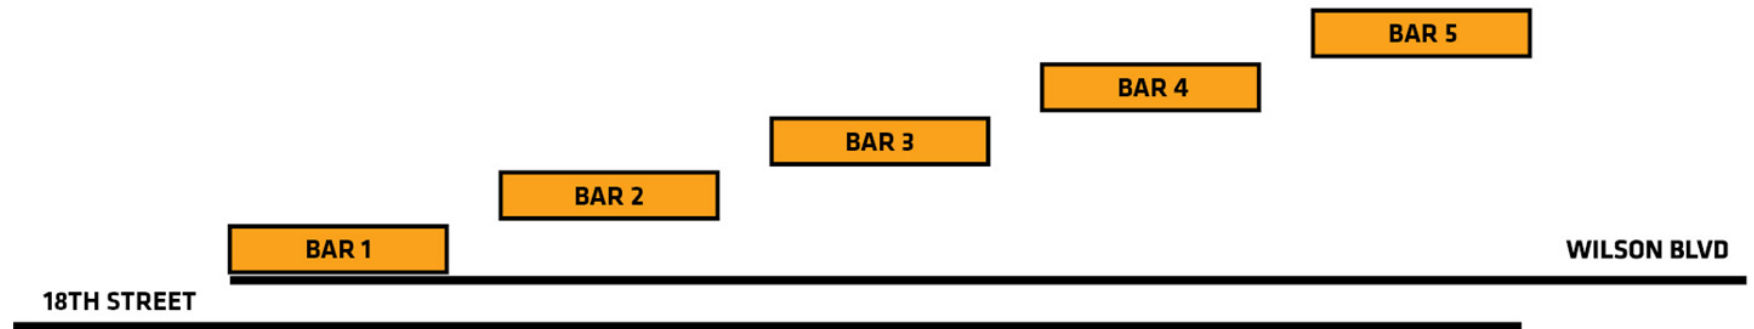 BAR 5
BAR 4
BAR 3
BAR 2
BAR 1
WILSON BLVD
18TH STREET